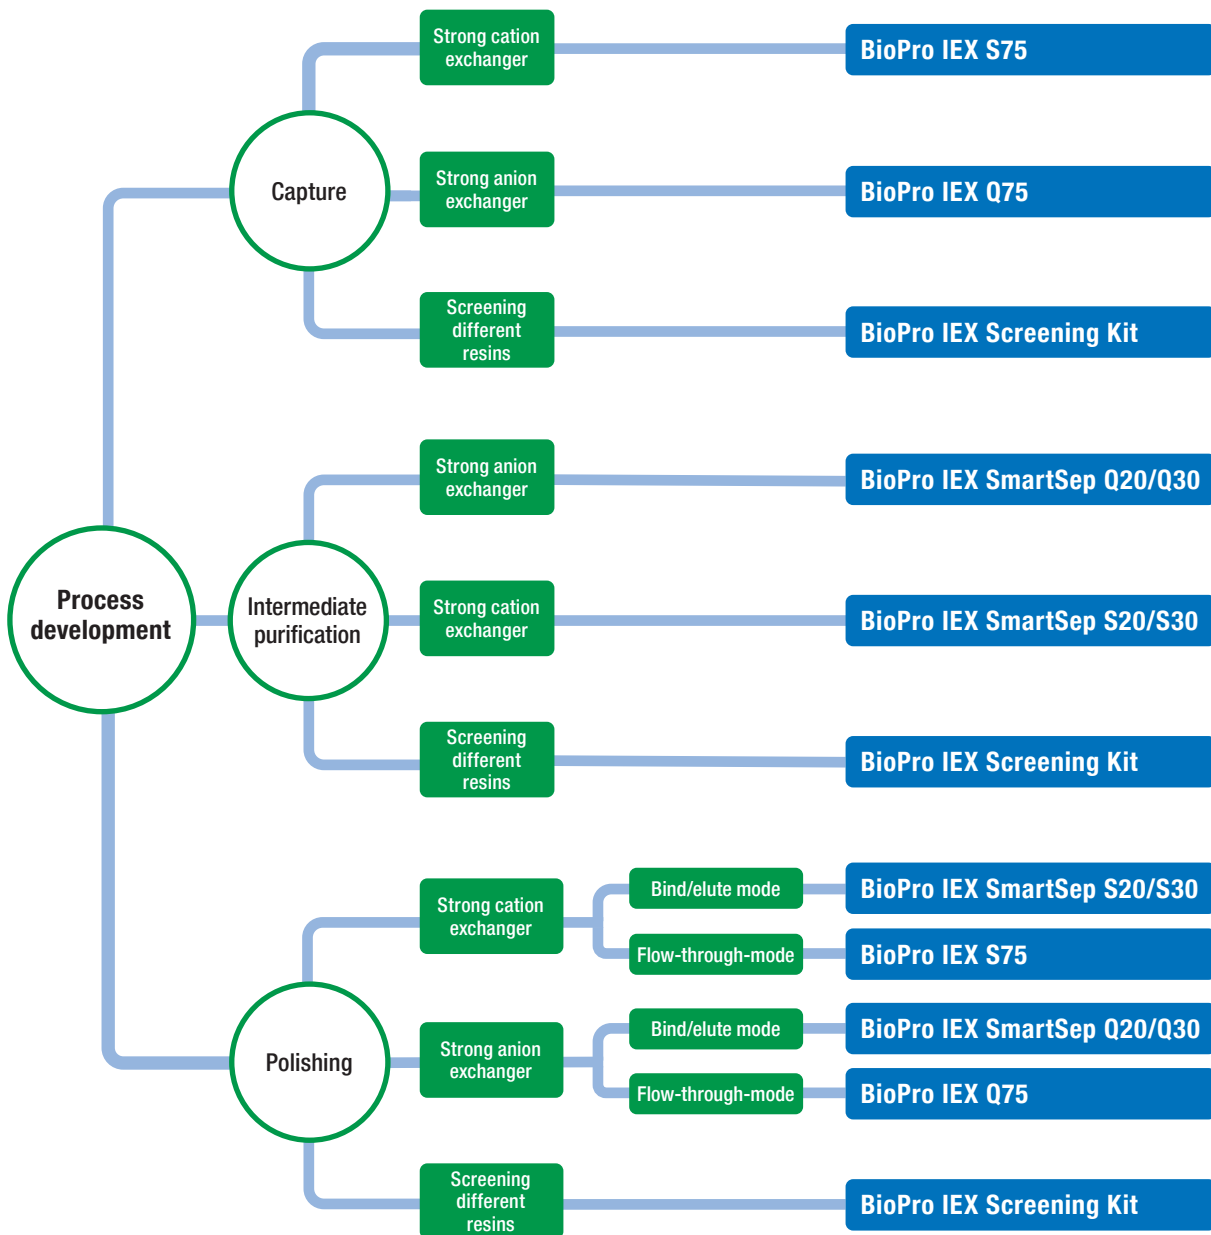 Process
development
Capture
Strong cation
exchanger
BioPro IEX S75
Strong anion
exchanger
BioPro IEX Q75
Screening
different
resins
BioPro IEX Screening Kit
Intermediate
purification
Strong anion
exchanger
BioPro IEX SmartSep Q20/Q30
Strong cation
exchanger
BioPro IEX SmartSep S20/S30
Screening
different
resins
BioPro IEX Screening Kit
Polishing
Strong cation
exchanger
Bind/elute mode
BioPro IEX SmartSep S20/S30
Flow-through-mode
BioPro IEX S75
Strong anion
exchanger
Bind/elute mode
BioPro IEX SmartSep Q20/Q30
Flow-through-mode
BioPro IEX Q75
Screening
different
resins
BioPro IEX Screening Kit